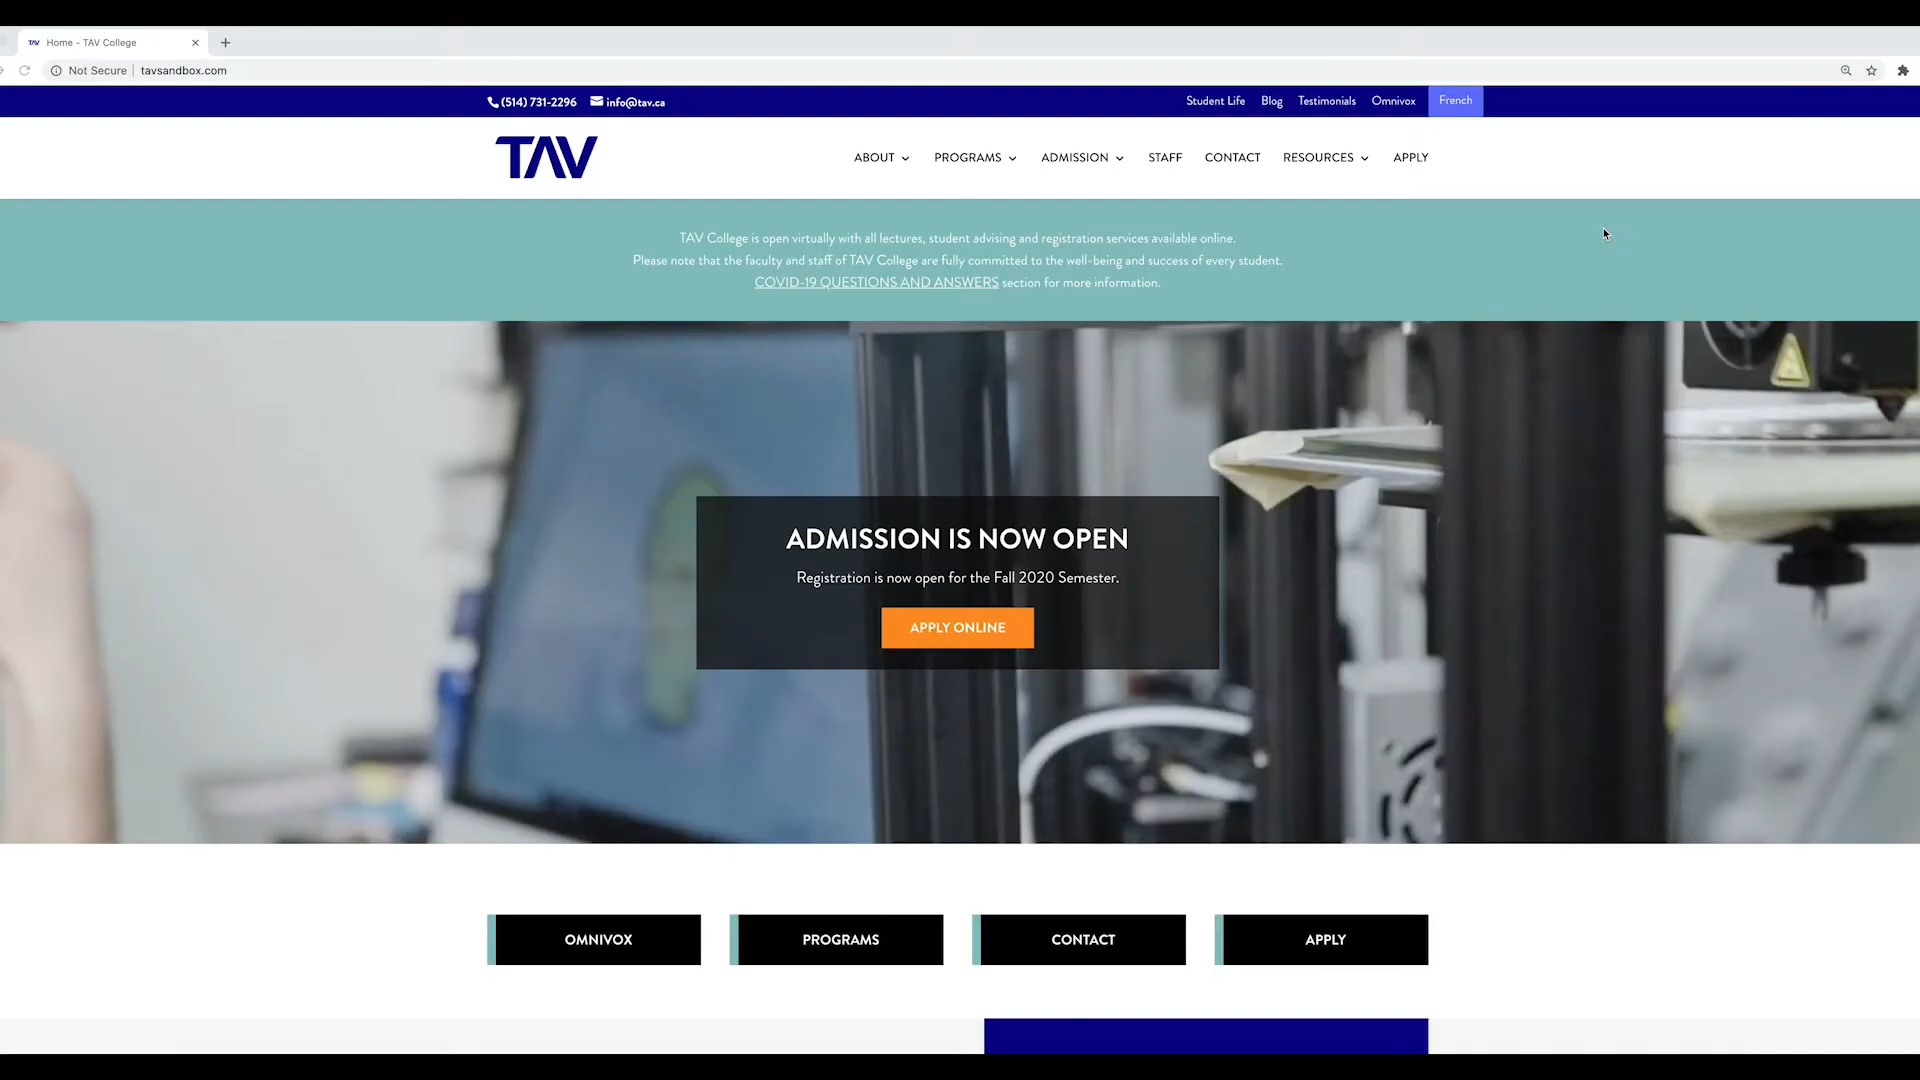 TAV Home - TAV College
Not Secure tavsandbox.com
(514) 731-2296 info@tav.ca Student Life Blog Testimonials Omnivox French
TAV ABOUT PROGRAMS ADMISSION STAFF CONTACT RESOURCES APPLY
TAV College is open virtually with all lectures, student advising and registration services available online.
Please note that the faculty and staff of TAV College are fully committed to the well-being and success of every student.
COVID-19 QUESTIONS AND ANSWERS section for more information.
ADMISSION IS NOW OPEN
Registration is now open for the Fall 2020 Semester.
APPLY ONLINE
OMNIVOX PROGRAMS CONTACT APPLY